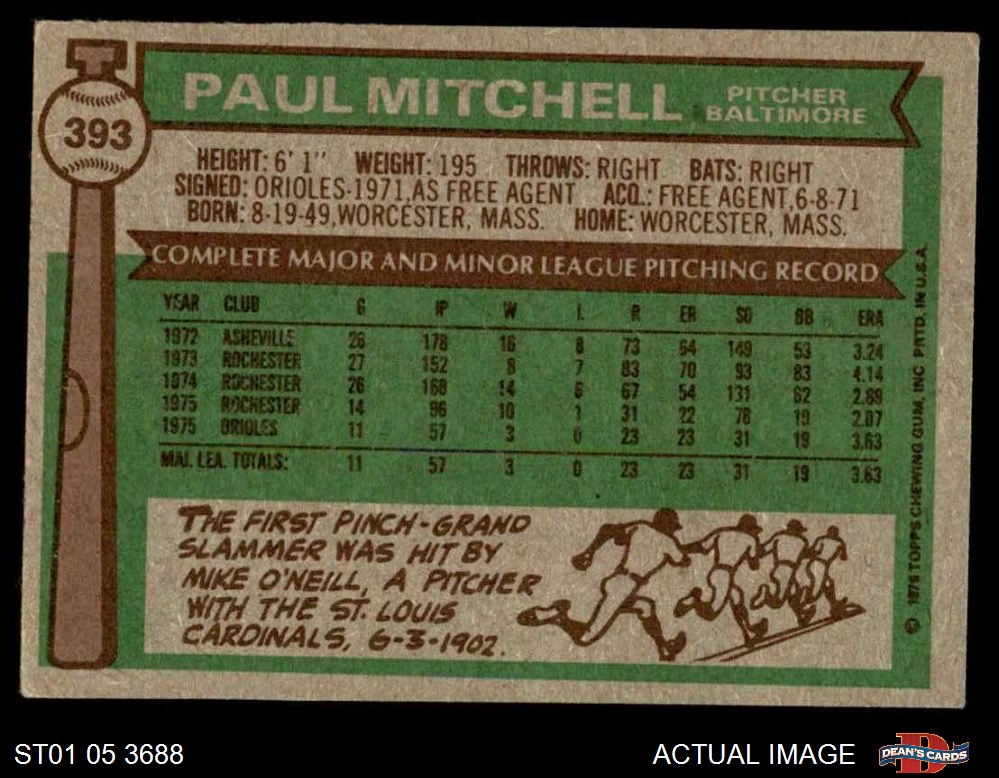 393
PAUL MITCHELL PITCHER
BALTIMORE
HEIGHT: 6' 1" WEIGHT: 195 THROWS: RIGHT BATS: RIGHT
SIGNED: ORIOLES-1971, AS FREE AGENT ACQ.: FREE AGENT, 6-8-71
BORN: 8-19-49, WORCESTER, MASS. HOME: WORCESTER, MASS.
COMPLETE MAJOR AND MINOR LEAGUE PITCHING RECORD
YEAR CLUB G IP W L R ER SO BB ERA
1972 ASHEVILLE 26 178 16 8 73 64 149 53 3.24
1973 ROCHESTER 27 152 8 7 83 70 93 83 4.14
1974 ROCHESTER 26 168 14 6 67 54 131 62 2.89
1975 ROCHESTER 14 96 10 1 31 22 78 19 2.07
1975 ORIOLES 11 57 3 0 23 23 31 19 3.63
MAJ. LEA. TOTALS: 11 57 3 0 23 23 31 19 3.63
THE FIRST PINCH-GRAND
SLAMMER WAS HIT BY
MIKE O'NEILL, A PITCHER
WITH THE ST. LOUIS
CARDINALS, 6-3-1902.
© 1976 TOPPS CHEWING GUM, INC. PRTD. IN U.S.A.
ST01 05 3688
ACTUAL IMAGE
D
DEAN'S CARDS